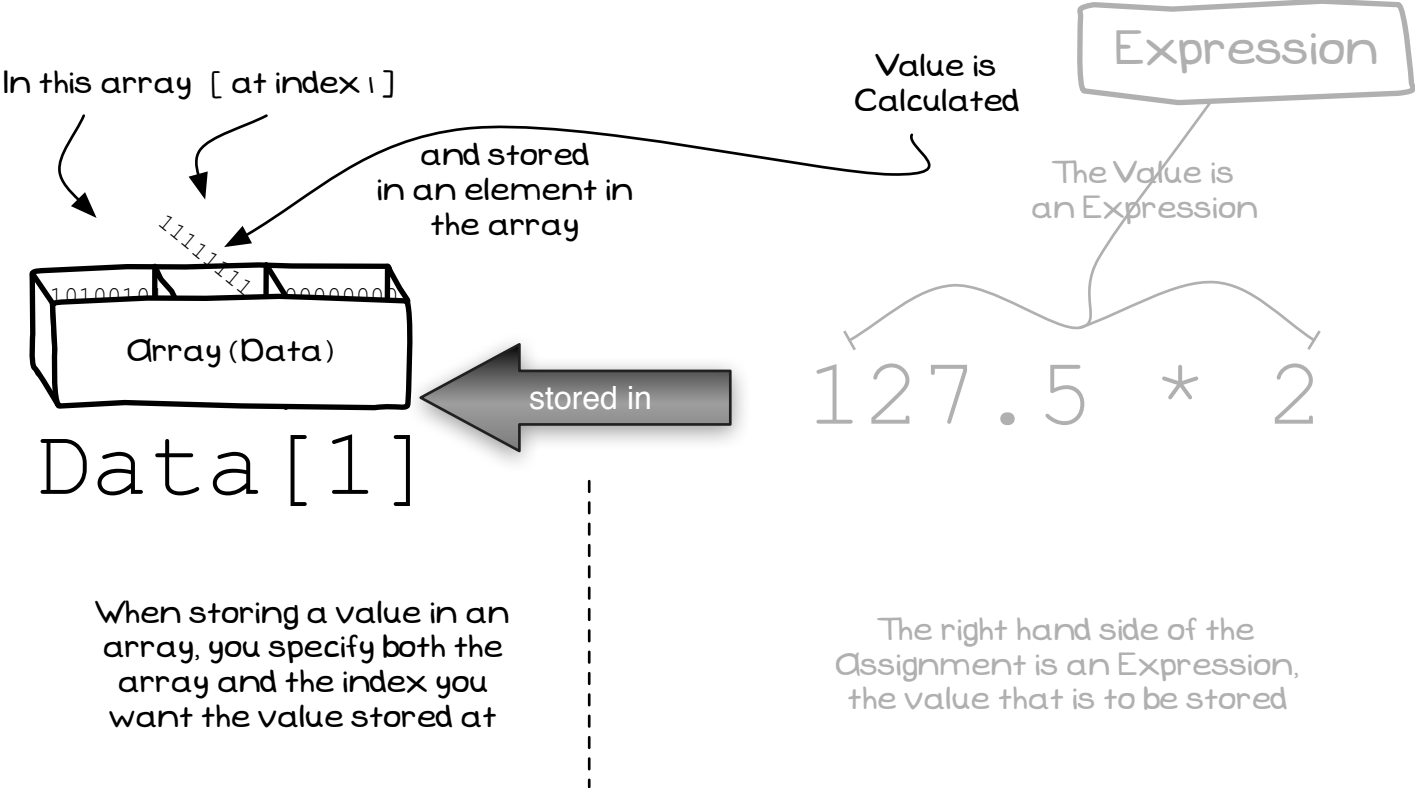 Expression
In this array [ at index 1 ]
Value is
Calculated
and stored
in an element in
the array
The Value is
an Expression
11111111
1010010
00000000
Array (Data)
stored in
127.5 * 2
Data[1]
When storing a value in an
array, you specify both the
array and the index you
want the value stored at
The right hand side of the
Assignment is an Expression,
the value that is to be stored